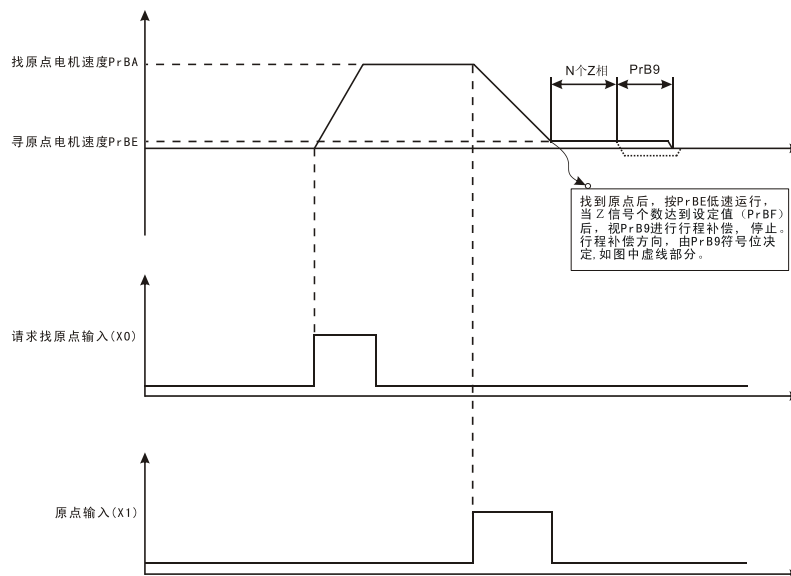 找原点电机速度PrBA
N个Z相
PrB9
寻原点电机速度PrBE
找到原点后，按PrBE低速运行，
当Z信号个数达到设定值（PrBF）
后，视PrB9进行行程补偿，停止。
行程补偿方向，由PrB9符号位决
定,如图中虚线部分。
请求找原点输入(X0)
原点输入(X1)